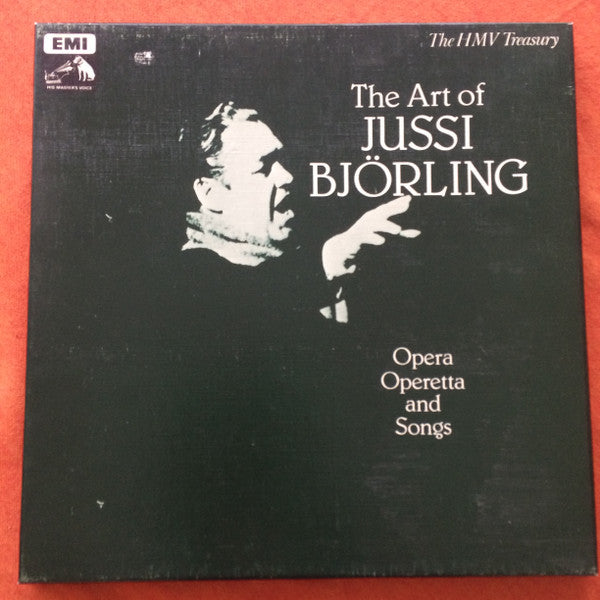 EMI
HIS MASTER'S VOICE
The HMV Treasury
The Art of
JUSSI
BJÖRLING
Opera
Operetta
and
Songs